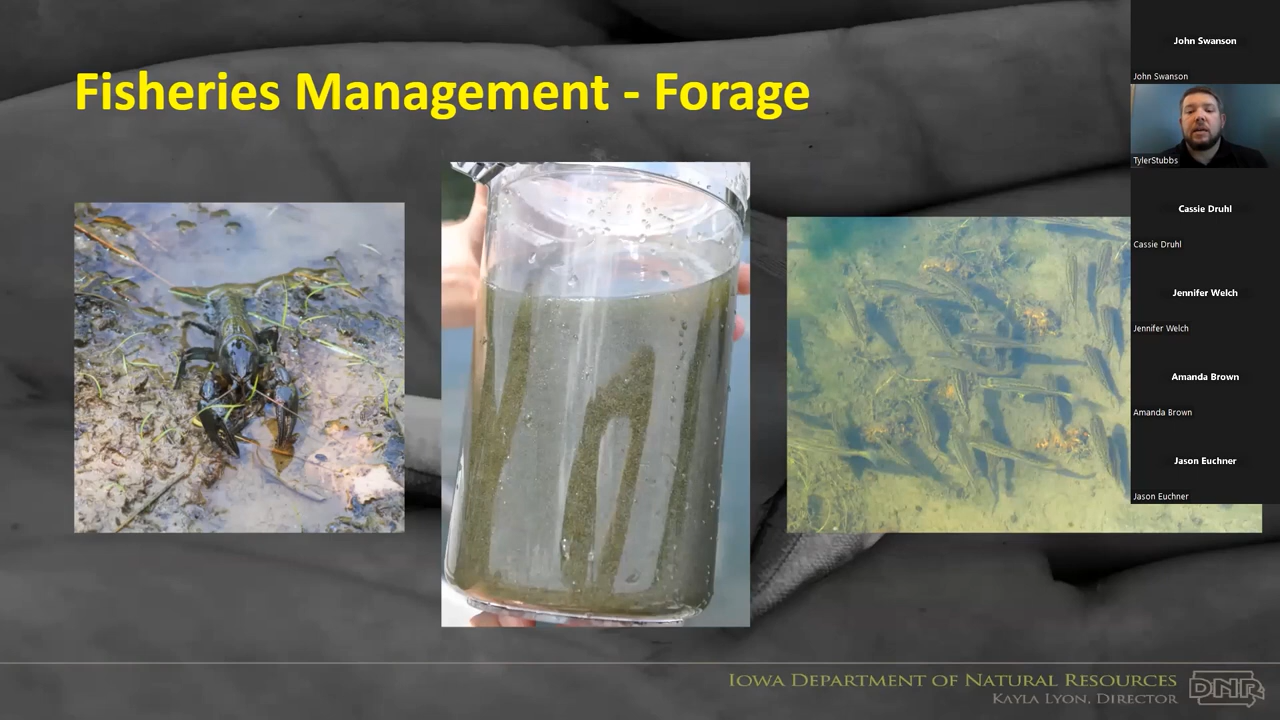 Fisheries Management - Forage
John Swanson
John Swanson
TylerStubbs
Cassie Druhl
Cassie Druhl
Jennifer Welch
Jennifer Welch
Amanda Brown
Amanda Brown
Jason Euchner
Jason Euchner
IOWA DEPARTMENT OF NATURAL RESOURCES
KAYLA LYON, DIRECTOR
DNR